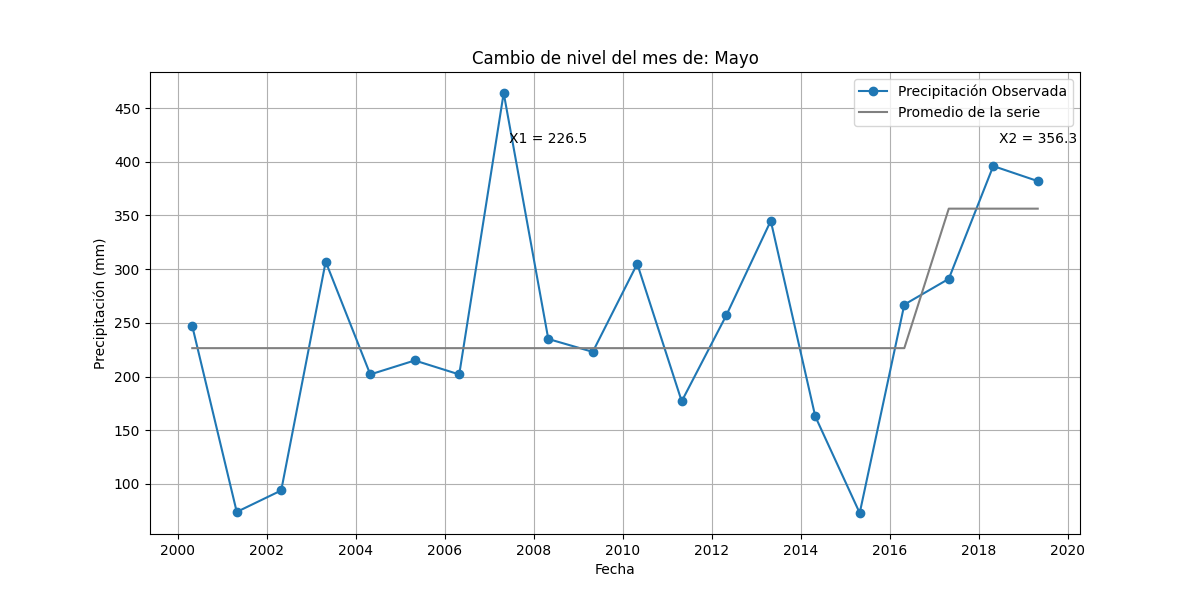 Cambio de nivel del mes de: Mayo
Precipitación Observada
Promedio de la serie
X1 = 226.5
X2 = 356.3
Precipitación (mm)
450
400
350
300
250
200
150
100
2000 2002 2004 2006 2008 2010 2012 2014 2016 2018 2020
Fecha